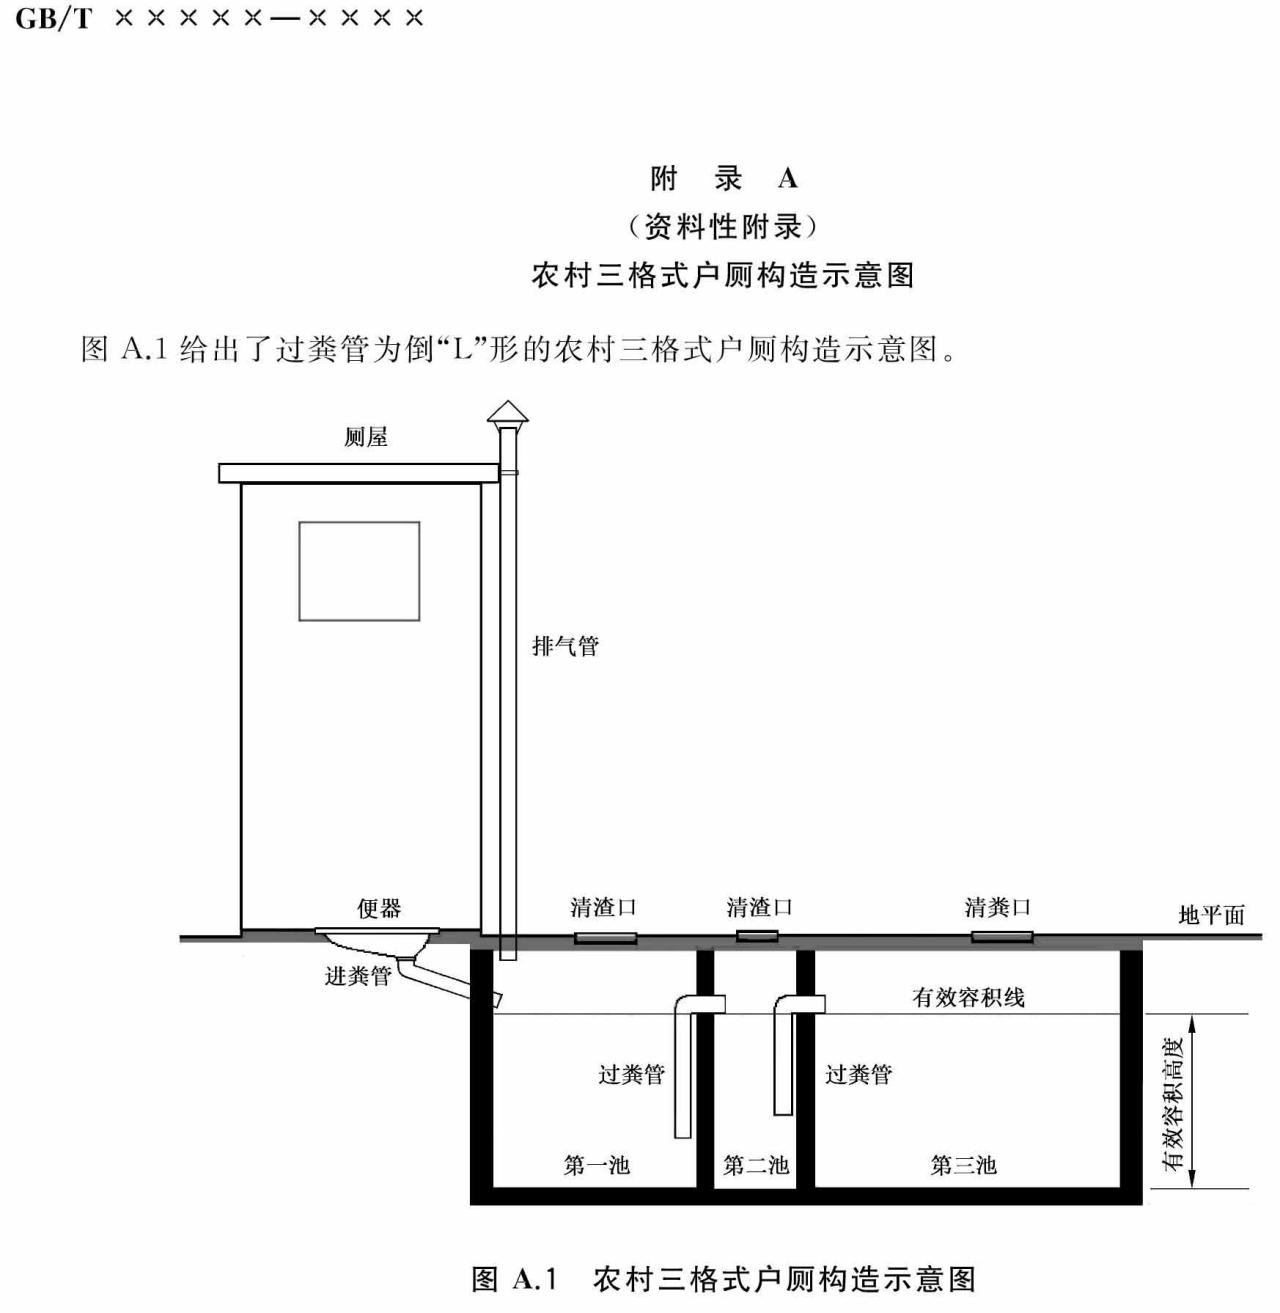 GB/T ×××××—××××
附 录 A
（资料性附录）
农村三格式户厕构造示意图
图 A.1 给出了过粪管为倒“L”形的农村三格式户厕构造示意图。
厕屋
排气管
便器
清渣口
清渣口
清粪口
地平面
进粪管
有效容积线
过粪管
过粪管
有效容积高度
第一池
第二池
第三池
图 A.1 农村三格式户厕构造示意图